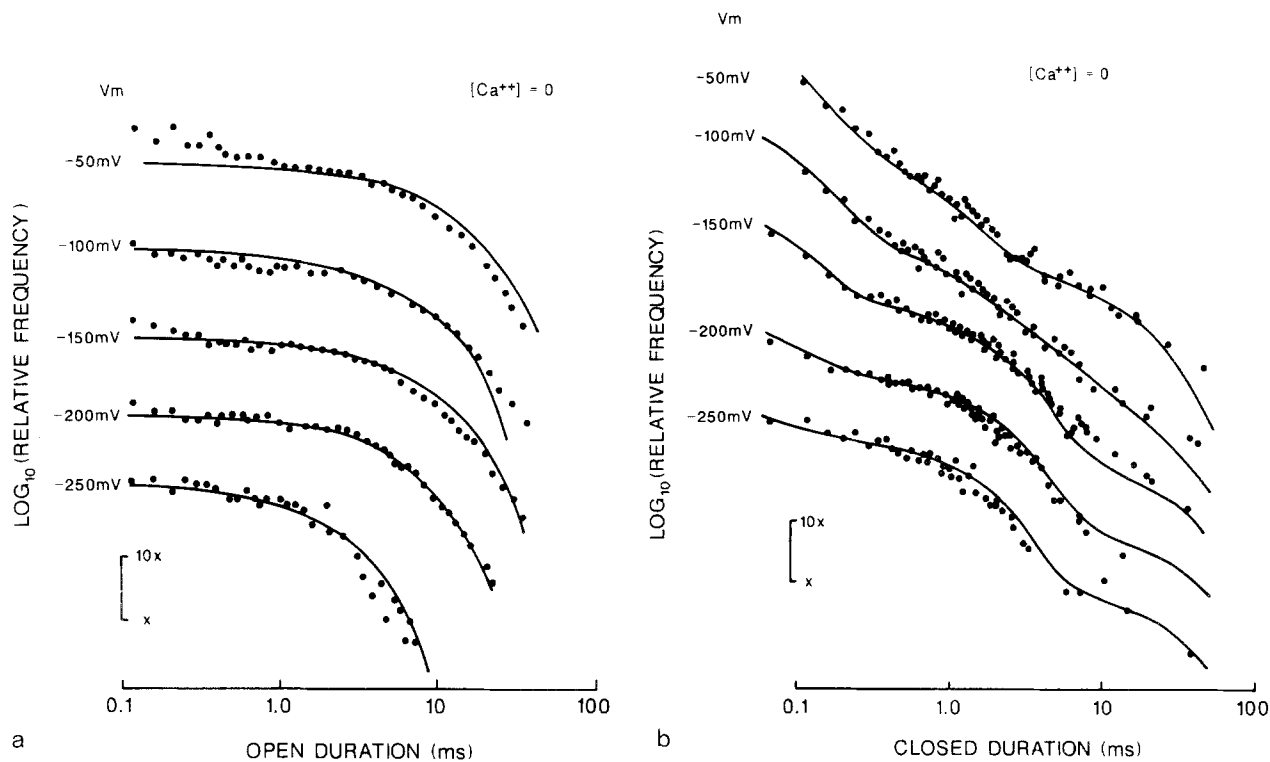 Vm
[Ca++] = 0
-50mV
-100mV
-150mV
-200mV
-250mV
LOG10 (RELATIVE FREQUENCY)
10x
x
0.1
1.0
10
100
OPEN DURATION (ms)
a
Vm
[Ca++] = 0
-50mV
-100mV
-150mV
-200mV
-250mV
LOG10 (RELATIVE FREQUENCY)
10x
x
0.1
1.0
10
100
CLOSED DURATION (ms)
b